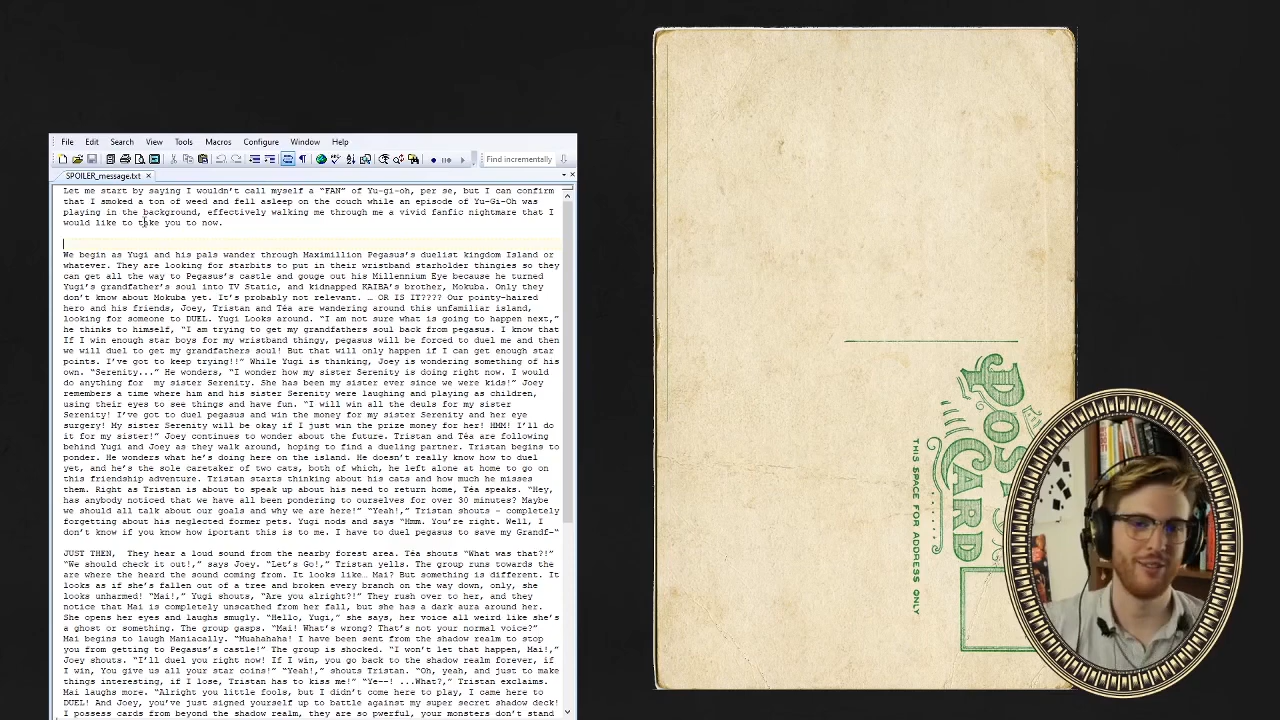 File Edit Search View Tools Macros Configure Window Help
Find incrementally
SPOILER_message.txt
Let me start by saying I wouldn't call myself a “FAN” of Yu-gi-oh, per se, but I can confirm
that I smoked a ton of weed and fell asleep on the couch while an episode of Yu-Gi-Oh was
playing in the background, effectively walking me through me a vivid fanfic nightmare that I
would like to take you to now.
We begin as Yugi and his pals wander through Maximillion Pegasus's duelist kingdom Island or
whatever. They are looking for starbits to put in their wristband starholder thingies so they
can get all the way to Pegasus's castle and gouge out his Millennium Eye because he turned
Yugi's grandfather's soul into TV Static, and kidnapped KAIBA's brother, Mokuba. Only they
don't know about Mokuba yet. It's probably not relevant. … OR IS IT???? Our pointy-haired
hero and his friends, Joey, Tristan and Téa are wandering around this unfamiliar island,
looking for someone to DUEL. Yugi Looks around. “I am not sure what is going to happen next,”
he thinks to himself, “I am trying to get my grandfathers soul back from pegasus. I know that
If I win enough star boys for my wristband thingy, pegasus will be forced to duel me and then
we will duel to get my grandfathers soul! But that will only happen if I can get enough star
points. I've got to keep trying!!” While Yugi is thinking, Joey is wondering something of his
own. “Serenity...” He wonders, “I wonder how my sister Serenity is doing right now. I would
do anything for  my sister Serenity. She has been my sister ever since we were kids!” Joey
remembers a time where him and his sister Serenity were laughing and playing as children,
using their eyes to see things and have fun. “I will win all the deuls for my sister
Serenity! I've got to duel pegasus and win the money for my sister Serenity and her eye
surgery! My sister Serenity will be okay if I just win the prize money for her! HMM! I'll do
it for my sister!” Joey continues to wonder about the future. Tristan and Téa are following
behind Yugi and Joey as they walk around, hoping to find a dueling partner. Tristan begins to
ponder. He wonders what he's doing here on the island. He doesn't really know how to duel
yet, and he's the sole caretaker of two cats, both of which, he left alone at home to go on
this friendship adventure. Tristan starts thinking about his cats and how much he misses
them. Right as Tristan is about to speak up about his need to return home, Téa speaks. “Hey,
has anybody noticed that we have all been pondering to ourselves for over 30 minutes? Maybe
we should all talk about our goals and why we are here!” “Yeah!,” Tristan shouts - completely
forgetting about his neglected former pets. Yugi nods and says “Hmm. You're right. Well, I
don't know if you know how iportant this is to me. I have to duel pegasus to save my Grandf-“
JUST THEN,  They hear a loud sound from the nearby forest area. Téa shouts “What was that?!”
“We should check it out!,” says Joey. “Let's Go!,” Tristan yells. The group runs towards the
are where the heard the sound coming from. It looks like… Mai? But something is different. It
looks as if she's fallen out of a tree and broken every branch on the way down, only, she
looks unharmed! “Mai!,” Yugi shouts, “Are you alright?!” They rush over to her, and they
notice that Mai is completely unscathed from her fall, but she has a dark aura around her.
She opens her eyes and laughs smugly. “Hello, Yugi,” she says, her voice all weird like she's
a ghost or something. The group gasps. “Mai! What's wrong? That's not your normal voice?”
Mai begins to laugh Maniacally. “Muahahaha! I have been sent from the shadow realm to stop
you from getting to Pegasus's castle!” The group is shocked. “I won't let that happen, Mai!,”
Joey shouts. “I'll duel you right now! If I win, you go back to the shadow realm forever, if
I win, You give us all your star coins!” “Yeah!,” shouts Tristan. “Oh, yeah, and just to make
things interesting, if I lose, Tristan has to kiss me!” “Ye--! ...What?,” Tristan exclaims.
Mai laughs more. “Alright you little fools, but I didn't come here to play, I came here to
DUEL! And Joey, you've just signed yourself up to battle against my super secret shadow deck!
I possess cards from beyond the shadow realm, they are so pwerful, your monsters don't stand
POST
CARD
THIS SPACE FOR ADDRESS ONLY